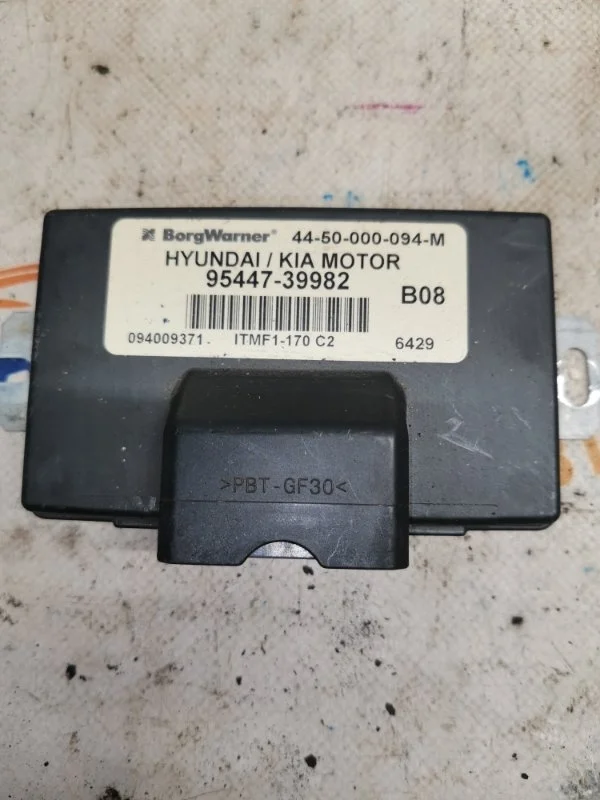 BorgWarner® 44-50-000-094-M
HYUNDAI / KIA MOTOR
95447-39982
B08
094009371. ITMF1-170 C2 6429
>PBT-GF30<